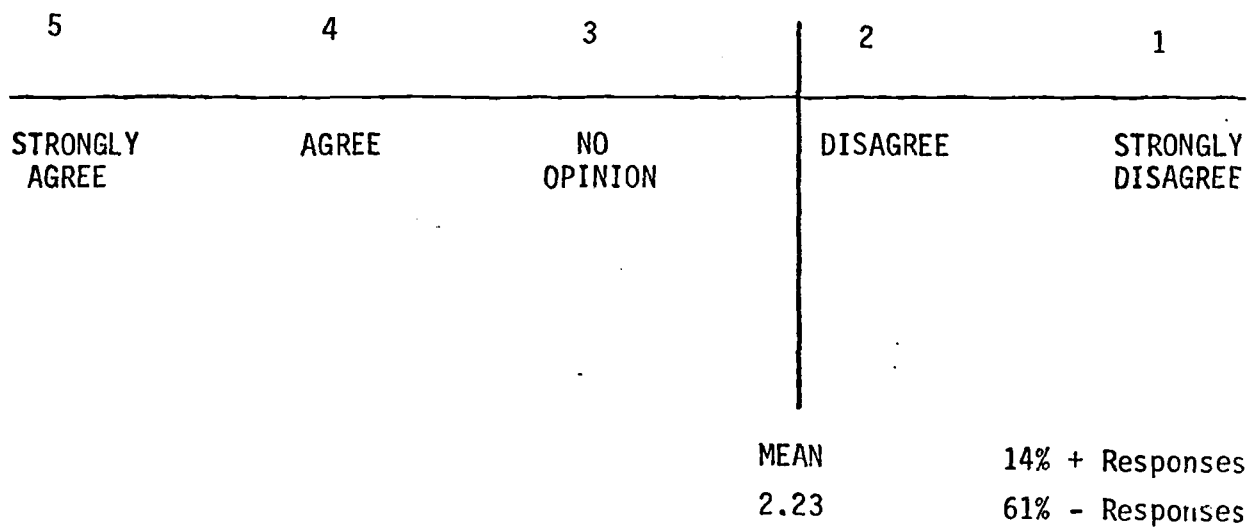 5 4 3 2 1
STRONGLY AGREE NO DISAGREE STRONGLY
AGREE OPINION DISAGREE
MEAN 14% + Responses
2.23 61% - Responses